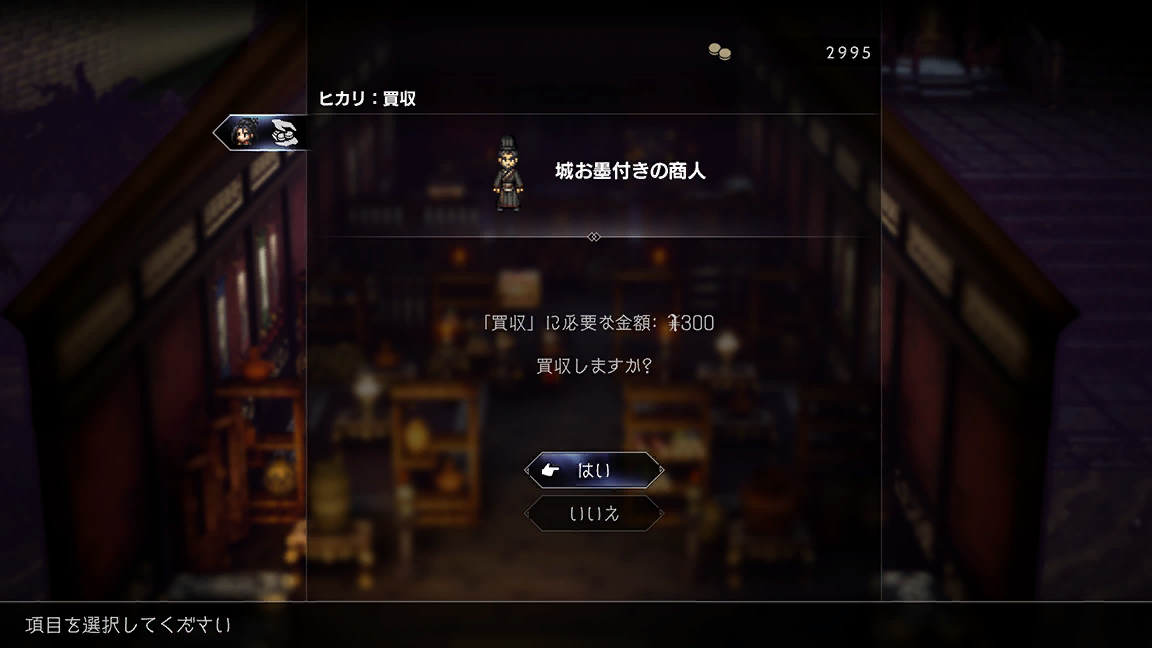 2995
ヒカリ：買収
城お墨付きの商人
「買収」に必要な金額: ¥300
買収しますか?
はい
いいえ
項目を選択してください